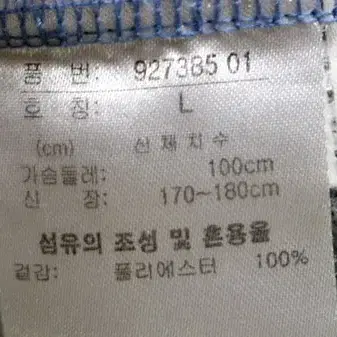 품 번: 927385 01
호 칭: L
(cm) 신체치수
가슴둘레: 100cm
신 장: 170~180cm
섬유의 조성 및 혼용율
겉감: 폴리에스터 100%